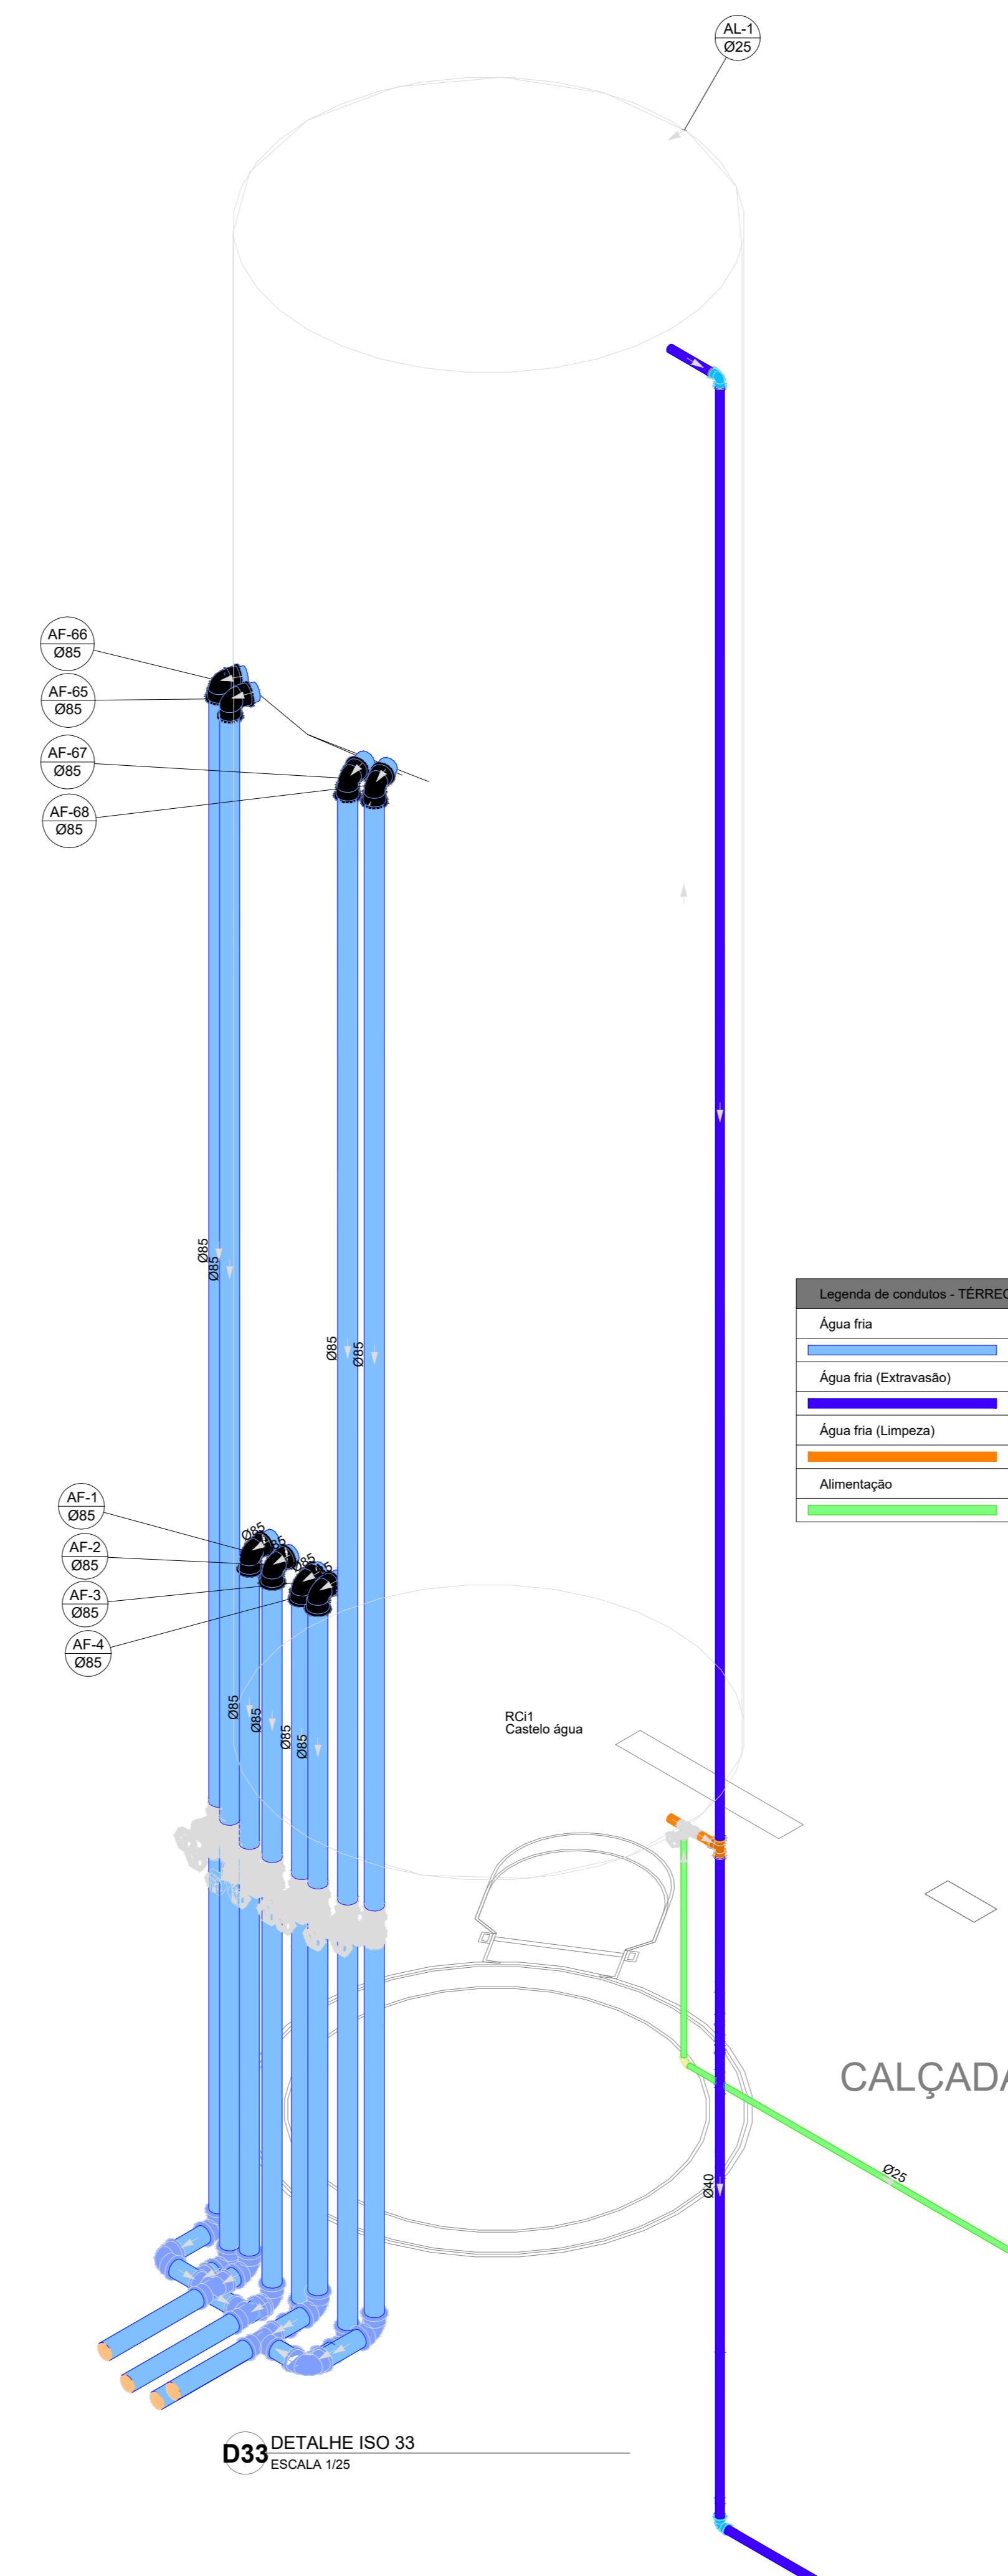 AL-1
Ø25
AF-66
Ø85
AF-65
Ø85
AF-67
Ø85
AF-68
Ø85
Ø85
Ø85
Ø85
Ø85
Legenda de condutos - TÉRREO
Água fria
Água fria (Extravasão)
Água fria (Limpeza)
Alimentação
AF-1
Ø85
AF-2
Ø85
AF-3
Ø85
AF-4
Ø85
Ø85
Ø85
Ø85
Ø85
Ø85
Ø85
RCi1
Castelo água
CALÇADA
Ø25
Ø40
D33
DETALHE ISO 33
ESCALA 1/25